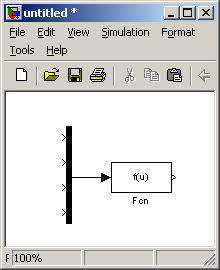 untitled *
File Edit View Simulation Format
Tools Help
f(u)
Fcn
F 100%